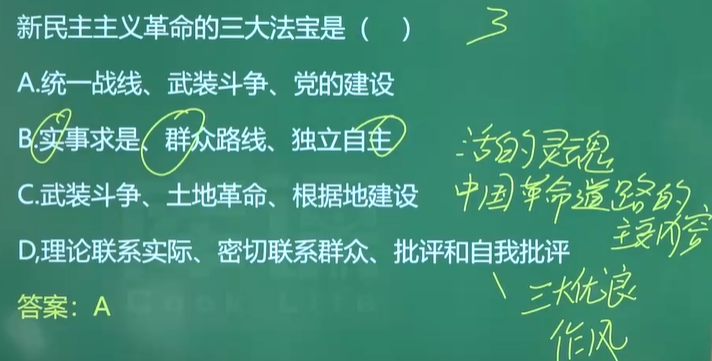 新民主主义革命的三大法宝是（ ） 3
A.统一战线、武装斗争、党的建设
B.实事求是、群众路线、独立自主
活的灵魂
C.武装斗争、土地革命、根据地建设
中国革命道路的
主要内容
D,理论联系实际、密切联系群众、批评和自我批评
三大优良
答案：A
作风